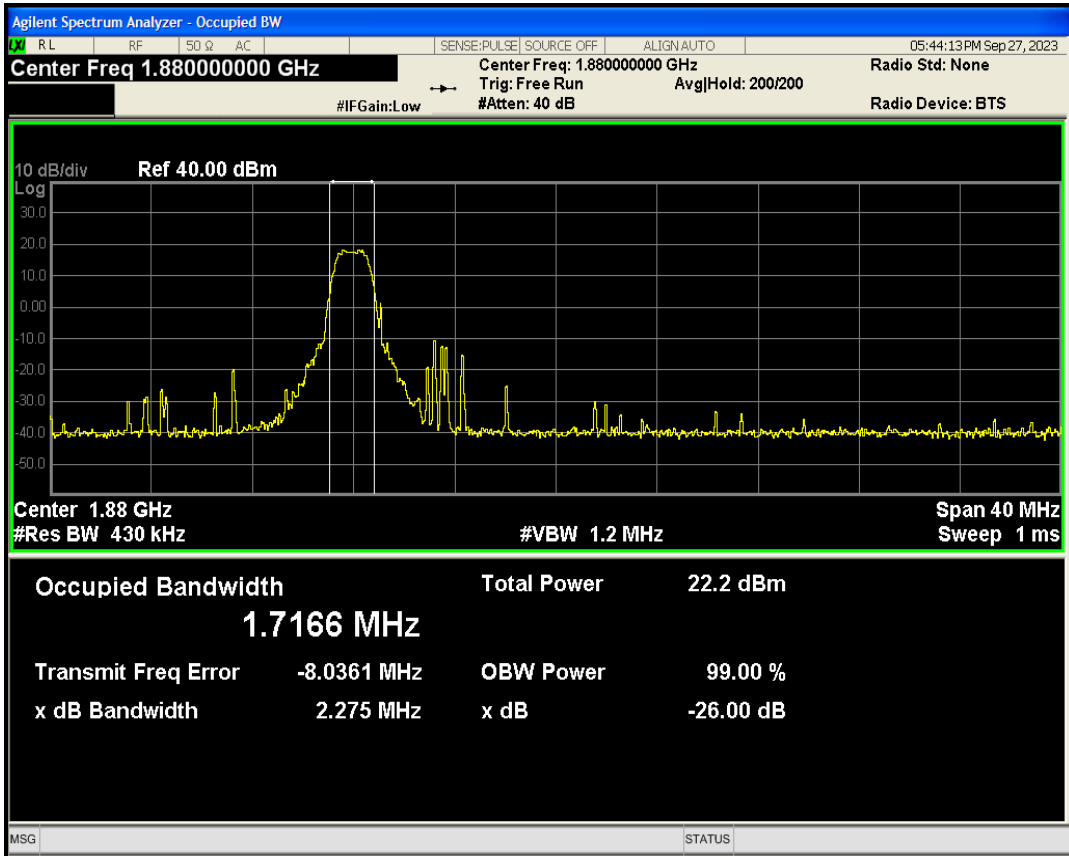 Agilent Spectrum Analyzer - Occupied BW
LXI RL RF 50 Ω AC SENSE:PULSE SOURCE OFF ALIGN AUTO 05:44:13 PM Sep 27, 2023
Center Freq 1.880000000 GHz Center Freq: 1.880000000 GHz Radio Std: None
Trig: Free Run Avg|Hold: 200/200
#IFGain:Low #Atten: 40 dB Radio Device: BTS
10 dB/div Ref 40.00 dBm
Log
30.0
20.0
10.0
0.00
-10.0
-20.0
-30.0
-40.0
-50.0
Center 1.88 GHz Span 40 MHz
#Res BW 430 kHz #VBW 1.2 MHz Sweep 1 ms
Occupied Bandwidth Total Power 22.2 dBm
1.7166 MHz
Transmit Freq Error -8.0361 MHz OBW Power 99.00 %
x dB Bandwidth 2.275 MHz x dB -26.00 dB
MSG STATUS